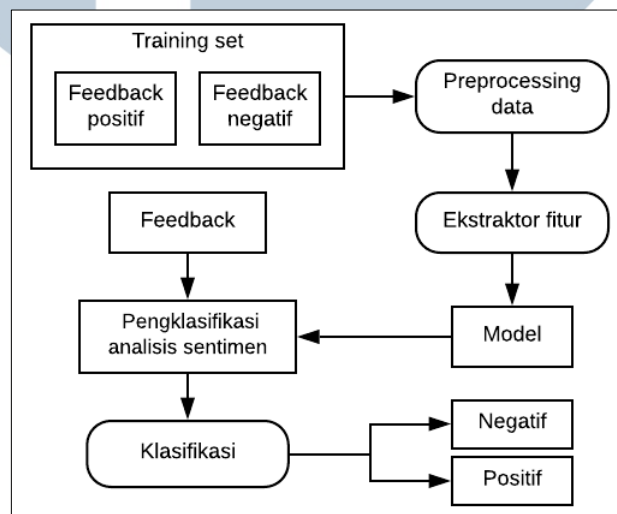 Training set
Feedback
positif
Feedback
negatif
Preprocessing
data
Feedback
Ekstraktor fitur
Pengklasifikasi
analisis sentimen
Model
Klasifikasi
Negatif
Positif